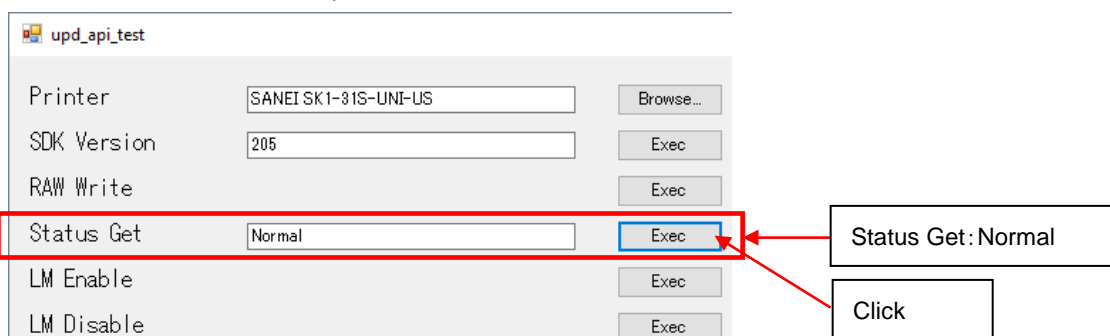 upd_api_test
Printer SANEI SK1-31S-UNI-US Browse...
SDK Version 205 Exec
RAW Write Exec
Status Get Normal Exec
Status Get：Normal
LM Enable Exec
Click
LM Disable Exec